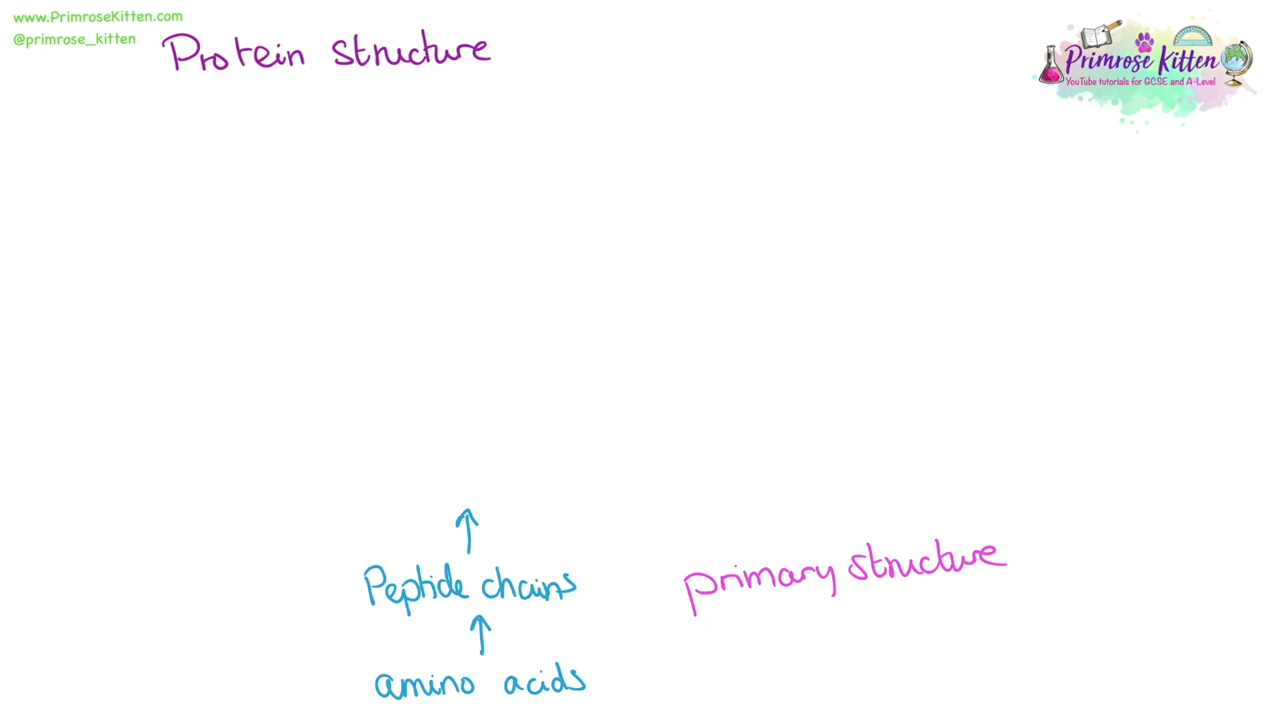 www.PrimroseKitten.com
@primrose_kitten
Protein structure
Primrose Kitten
YouTube tutorials for GCSE and A-Level
Peptide chains
primary structure
amino acids